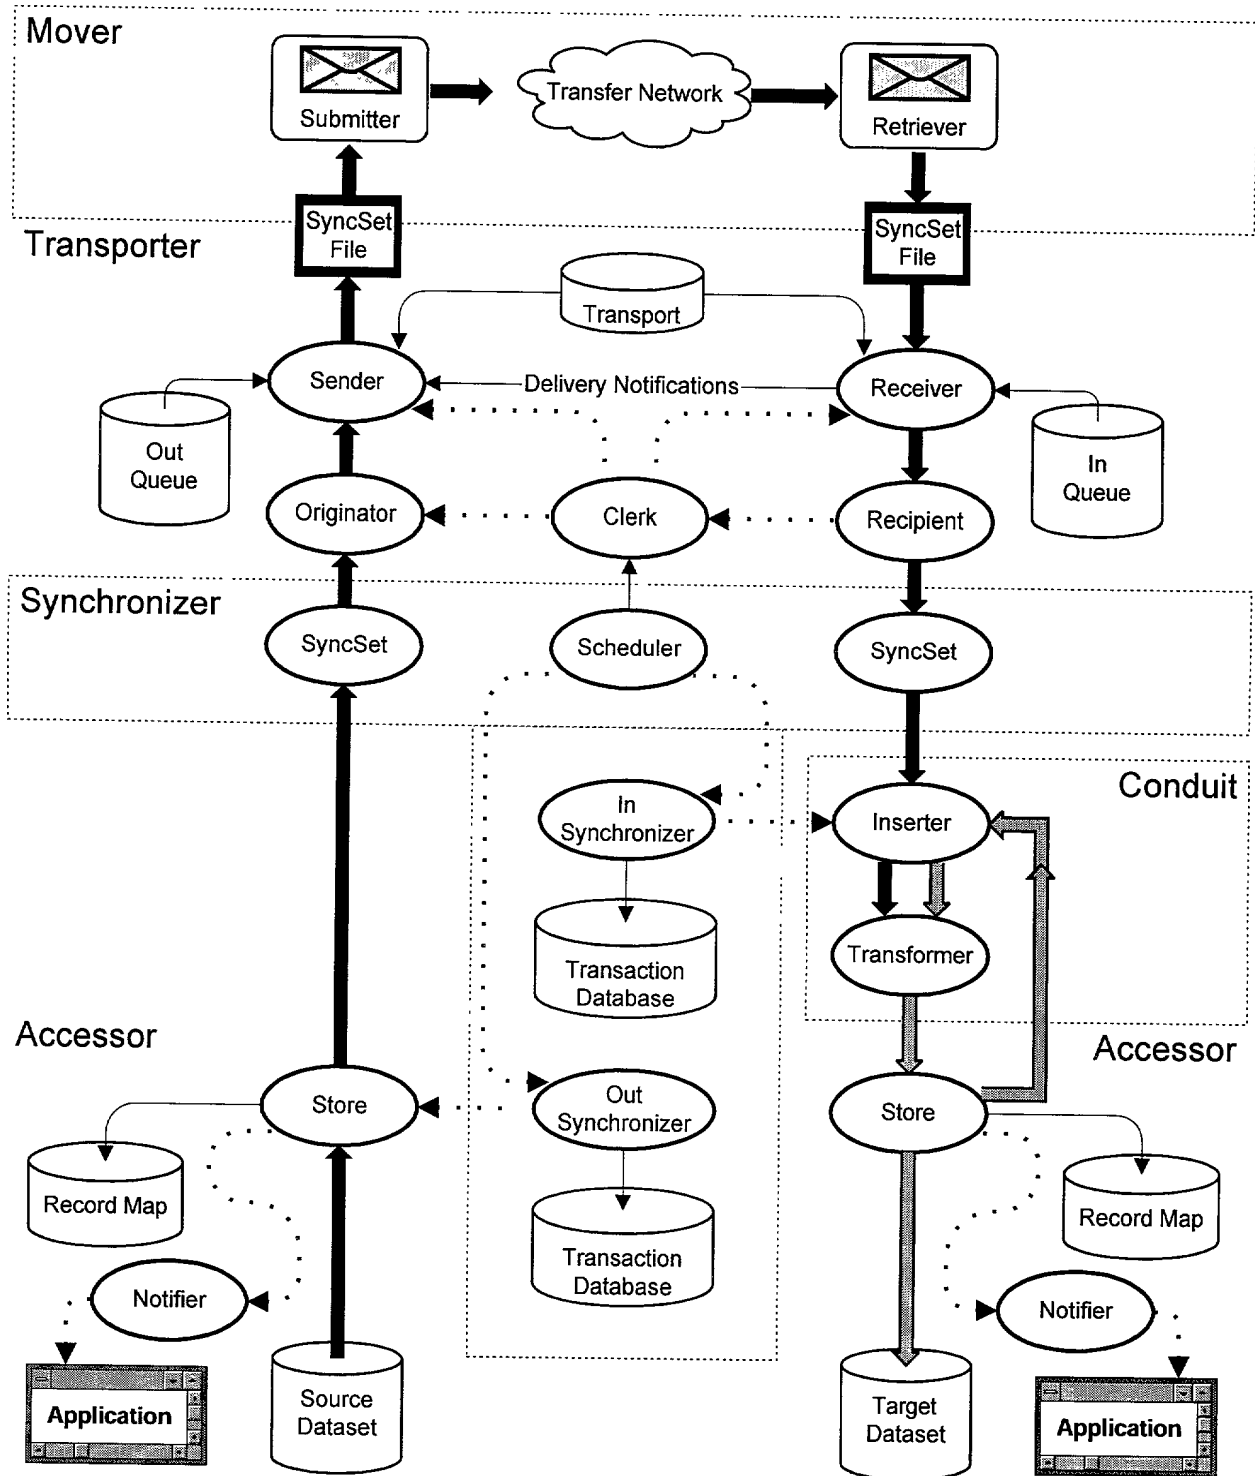 Mover
Submitter
Transfer Network
Retriever
SyncSet
File
SyncSet
File
Transporter
Transport
Sender
Delivery Notifications
Receiver
Out
Queue
In
Queue
Originator
Clerk
Recipient
Synchronizer
SyncSet
Scheduler
SyncSet
Conduit
In
Synchronizer
Inserter
Transaction
Database
Transformer
Accessor
Accessor
Store
Out
Synchronizer
Store
Record Map
Record Map
Transaction
Database
Notifier
Notifier
Application
Source
Dataset
Target
Dataset
Application